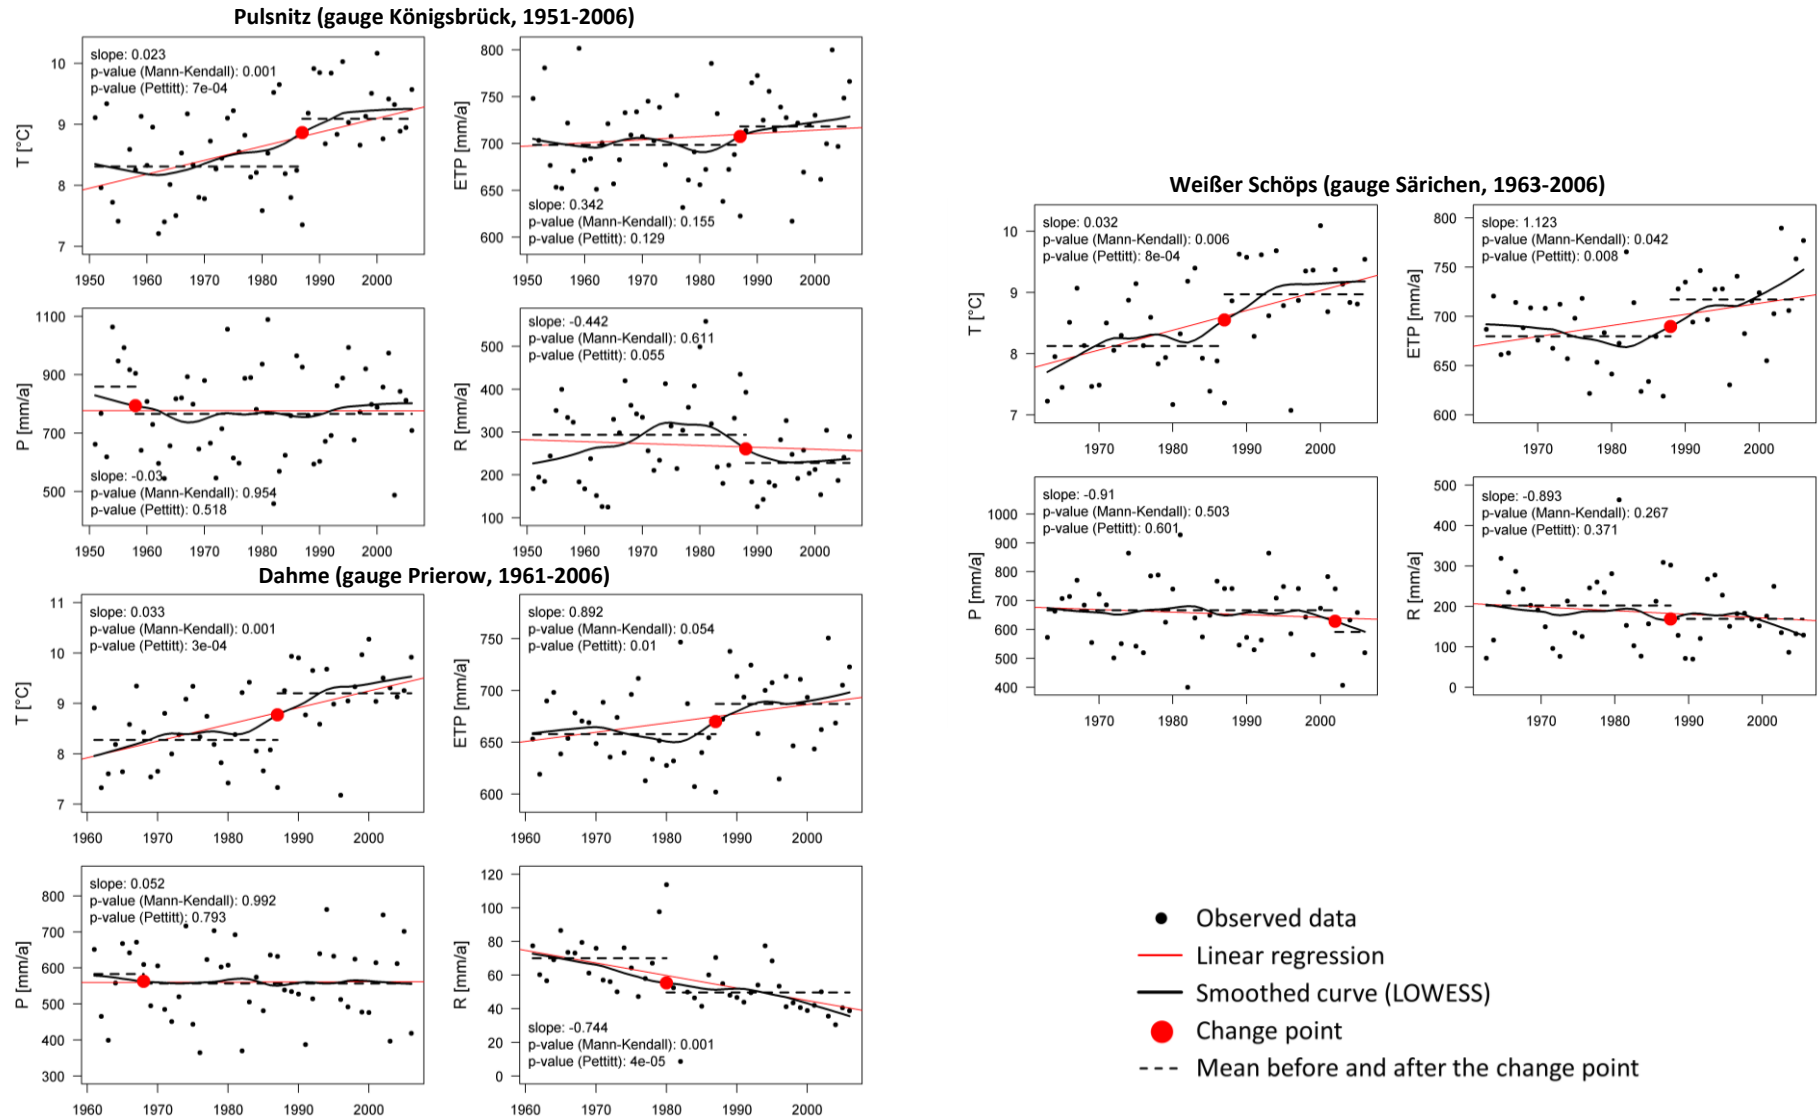 Pulsnitz (gauge Königsbrück, 1951-2006)
slope: 0.023
p-value (Mann-Kendall): 0.001
p-value (Pettitt): 7e-04
T [°C]
10
9
8
7
1950 1960 1970 1980 1990 2000
ETP [mm/a]
800
750
700
650
600
slope: 0.342
p-value (Mann-Kendall): 0.155
p-value (Pettitt): 0.129
1950 1960 1970 1980 1990 2000
P [mm/a]
1100
900
700
500
slope: -0.03
p-value (Mann-Kendall): 0.954
p-value (Pettitt): 0.518
1950 1960 1970 1980 1990 2000
slope: -0.442
p-value (Mann-Kendall): 0.611
p-value (Pettitt): 0.055
R [mm/a]
500
400
300
200
100
1950 1960 1970 1980 1990 2000
Dahme (gauge Prierow, 1961-2006)
slope: 0.033
p-value (Mann-Kendall): 0.001
p-value (Pettitt): 3e-04
T [°C]
11
10
9
8
7
1960 1970 1980 1990 2000
slope: 0.892
p-value (Mann-Kendall): 0.054
p-value (Pettitt): 0.01
ETP [mm/a]
750
700
650
600
1960 1970 1980 1990 2000
slope: 0.052
p-value (Mann-Kendall): 0.992
p-value (Pettitt): 0.793
P [mm/a]
800
700
600
500
400
300
1960 1970 1980 1990 2000
R [mm/a]
120
100
80
60
40
20
0
slope: -0.744
p-value (Mann-Kendall): 0.001
p-value (Pettitt): 4e-05
1960 1970 1980 1990 2000
Weißer Schöps (gauge Särichen, 1963-2006)
slope: 0.032
p-value (Mann-Kendall): 0.006
p-value (Pettitt): 8e-04
T [°C]
10
9
8
7
1970 1980 1990 2000
slope: 1.123
p-value (Mann-Kendall): 0.042
p-value (Pettitt): 0.008
ETP [mm/a]
800
750
700
650
600
1970 1980 1990 2000
slope: -0.91
p-value (Mann-Kendall): 0.503
p-value (Pettitt): 0.601
P [mm/a]
1000
900
800
700
600
500
400
1970 1980 1990 2000
slope: -0.893
p-value (Mann-Kendall): 0.267
p-value (Pettitt): 0.371
R [mm/a]
500
400
300
200
100
0
1970 1980 1990 2000
Observed data
Linear regression
Smoothed curve (LOWESS)
Change point
Mean before and after the change point